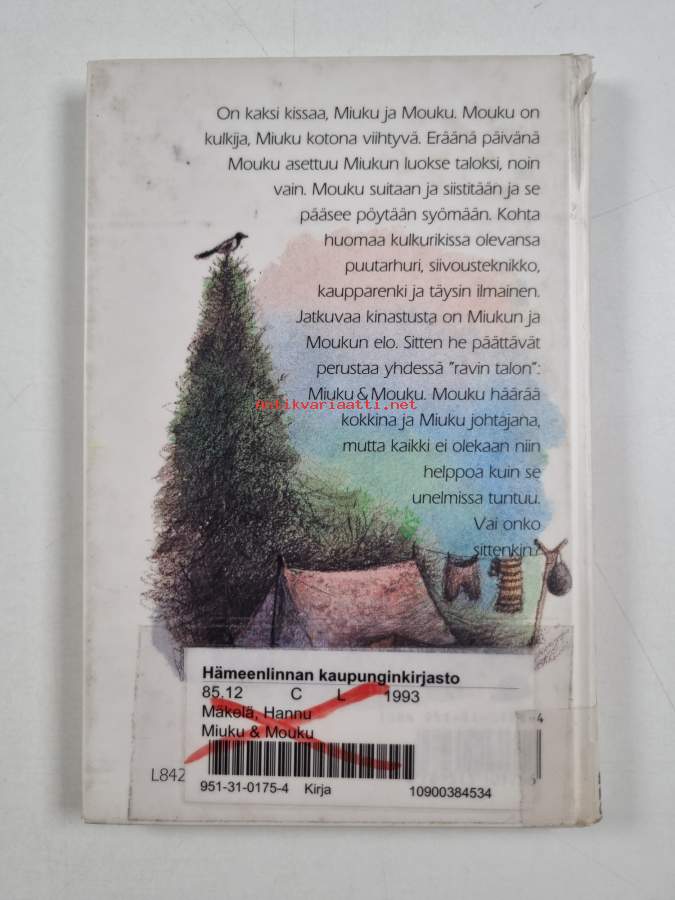 On kaksi kissaa, Miuku ja Mouku. Mouku on
kulkija, Miuku kotona viihtyvä. Eräänä päivänä
Mouku asettuu Miukun luokse taloksi, noin
vain. Mouku suitaan ja siistitään ja se
pääsee pöytään syömään. Kohta
huomaa kulkurikissa olevansa
puutarhuri, siivousteknikko,
kaupparenki ja täysin ilmainen.
Jatkuvaa kinastusta on Miukun ja
Moukun elo. Sitten he päättävät
perustaa yhdessä "ravin talon":
Miuku & Mouku. Mouku häärää
antikvariaatti.net
kokkina ja Miuku johtajana,
mutta kaikki ei olekaan niin
helppoa kuin se
unelmissa tuntuu.
Vai onko
sittenkin?
Hämeenlinnan kaupunginkirjasto
85.12 C L 1993
Mäkelä, Hannu
Miuku & Mouku
L842
951-31-0175-4 Kirja 10900384534